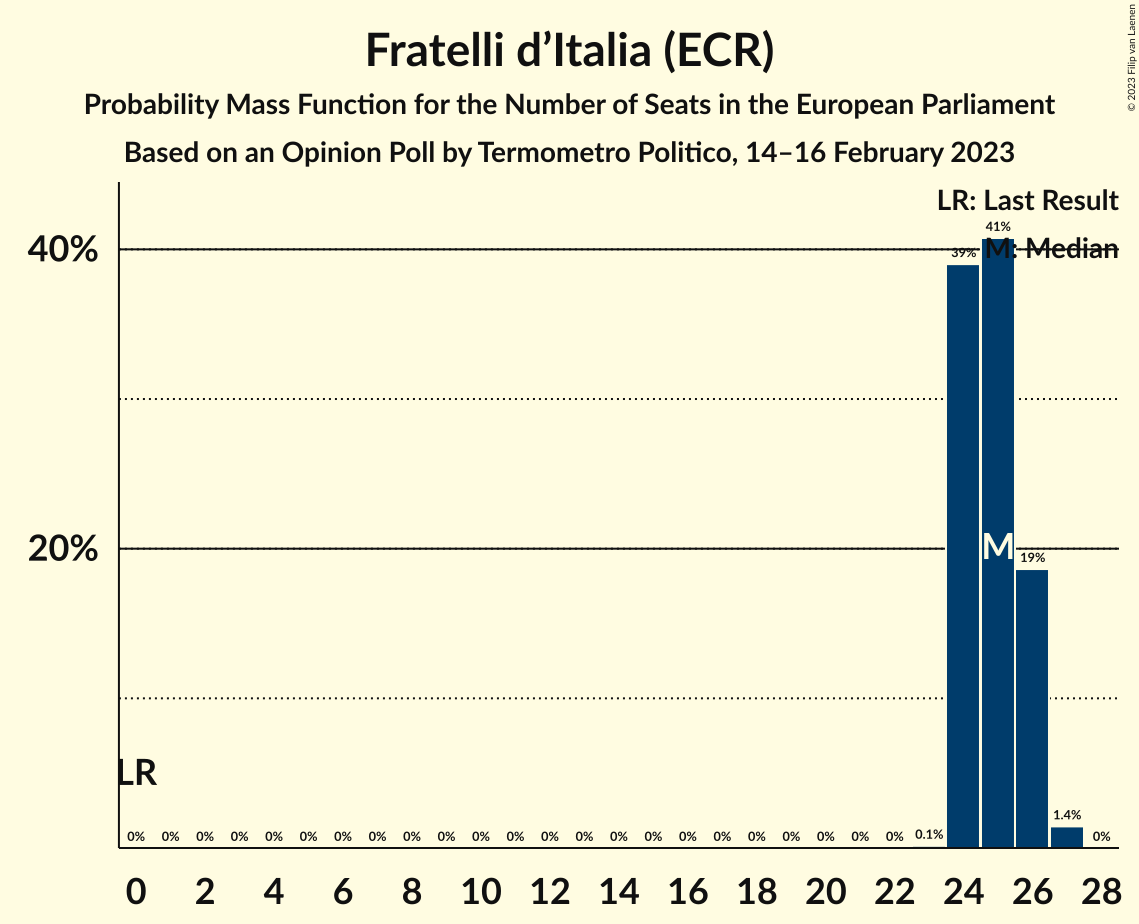 Fratelli d’Italia (ECR)
Probability Mass Function for the Number of Seats in the European Parliament
Based on an Opinion Poll by Termometro Politico, 14–16 February 2023
© 2023 Filip van Laenen
LR: Last Result
M: Median
40%
20%
39%
41%
M
19%
LR
0% 0% 0% 0% 0% 0% 0% 0% 0% 0% 0% 0% 0% 0% 0% 0% 0% 0% 0% 0% 0% 0% 0% 0.1% 1.4% 0%
0 2 4 6 8 10 12 14 16 18 20 22 24 26 28